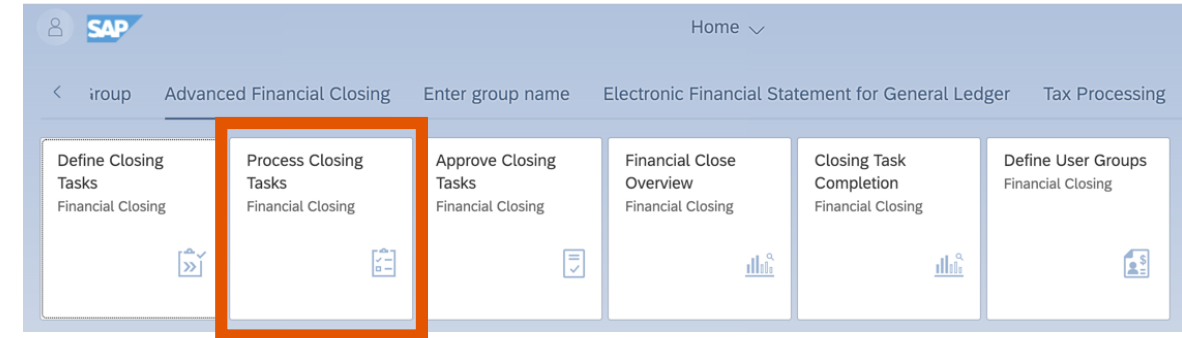 SAP
Home
iroup Advanced Financial Closing Enter group name Electronic Financial Statement for General Ledger Tax Processing
Define Closing
Tasks
Financial Closing
Process Closing
Tasks
Financial Closing
Approve Closing
Tasks
Financial Closing
Financial Close
Overview
Financial Closing
Closing Task
Completion
Financial Closing
Define User Groups
Financial Closing